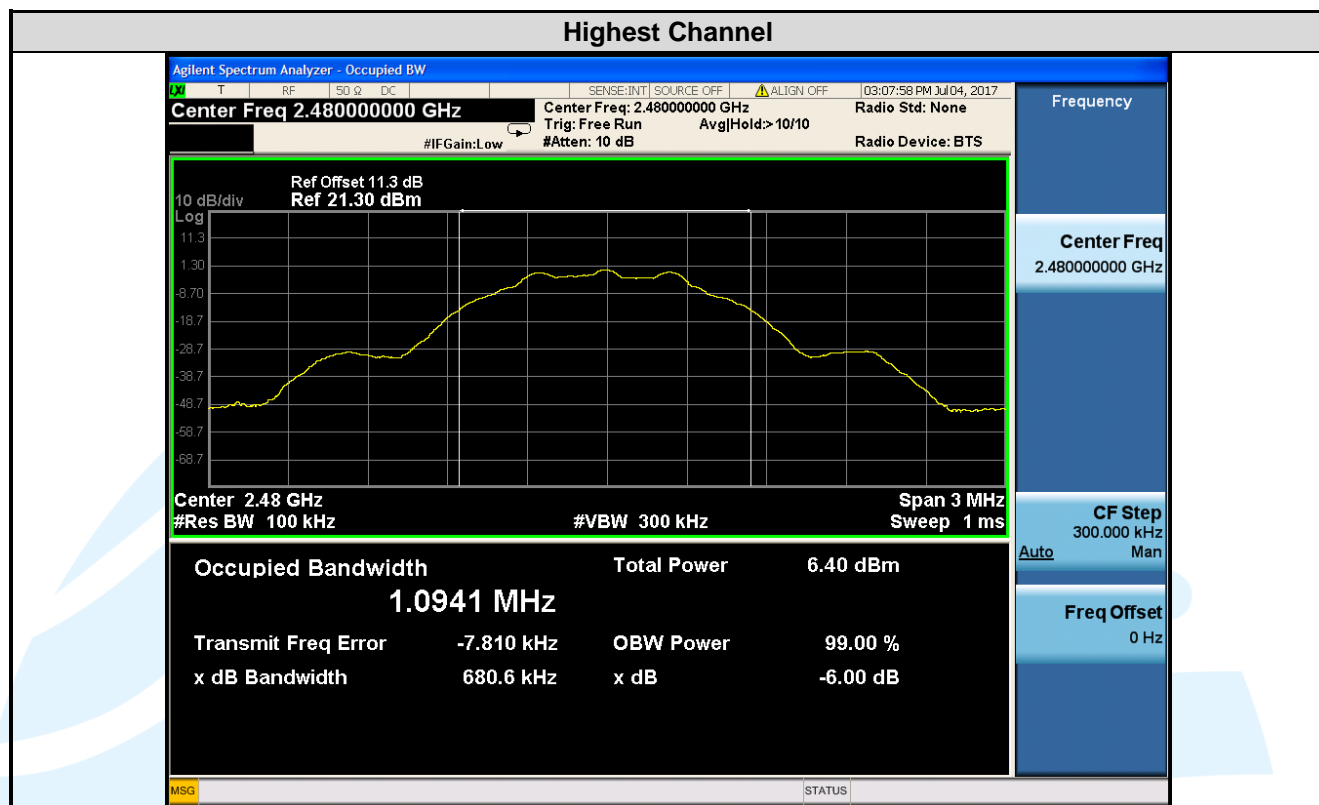 Highest Channel
Agilent Spectrum Analyzer - Occupied BW
LXI T RF 50 Ω DC SENSE:INT SOURCE OFF ALIGN OFF 03:07:58 PM Jul 04, 2017
Center Freq 2.480000000 GHz
Center Freq: 2.480000000 GHz
Radio Std: None
Trig: Free Run Avg|Hold:> 10/10
#IFGain:Low
#Atten: 10 dB
Radio Device: BTS
Ref Offset 11.3 dB
10 dB/div Ref 21.30 dBm
Log
11.3
1.30
-8.70
-18.7
-28.7
-38.7
-48.7
-58.7
-68.7
Center 2.48 GHz Span 3 MHz
#Res BW 100 kHz #VBW 300 kHz Sweep 1 ms
Occupied Bandwidth Total Power 6.40 dBm
1.0941 MHz
Transmit Freq Error -7.810 kHz OBW Power 99.00 %
x dB Bandwidth 680.6 kHz x dB -6.00 dB
Frequency
Center Freq
2.480000000 GHz
CF Step
300.000 kHz
Auto Man
Freq Offset
0 Hz
MSG STATUS